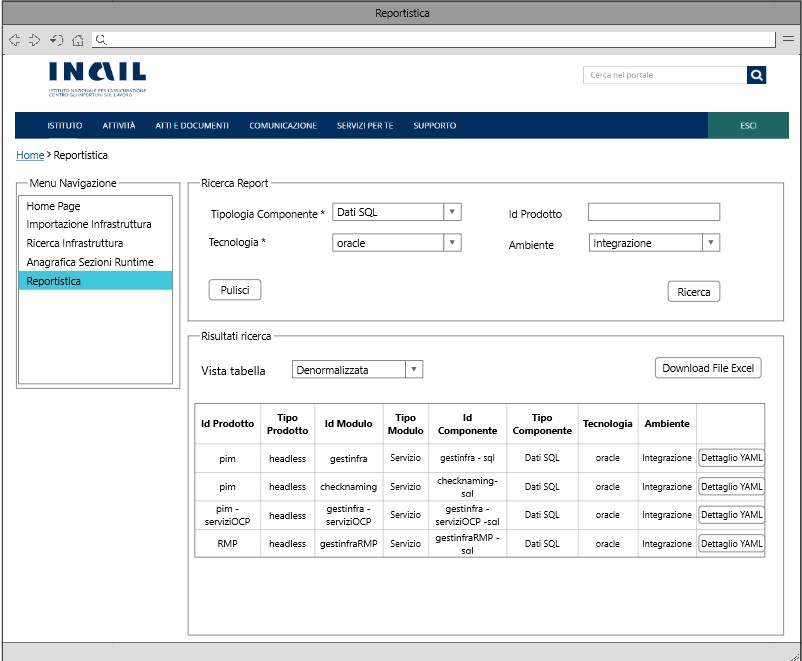 Reportistica
INAIL
ISTITUTO NAZIONALE PER L'ASSICURAZIONE
CONTRO GLI INFORTUNI SUL LAVORO
Cerca nel portale
ISTITUTO ATTIVITÀ ATTI E DOCUMENTI COMUNICAZIONE SERVIZI PER TE SUPPORTO ESCI
Home > Reportistica
Menu Navigazione
Home Page
Importazione Infrastruttura
Ricerca Infrastruttura
Anagrafica Sezioni Runtime
Reportistica
Ricerca Report
Tipologia Componente * Dati SQL Id Prodotto
Tecnologia * oracle Ambiente Integrazione
Pulisci Ricerca
Risultati ricerca
Vista tabella Denormalizzata Download File Excel
Id Prodotto Tipo Prodotto Id Modulo Tipo Modulo Id Componente Tipo Componente Tecnologia Ambiente
pim headless gestinfra Servizio gestinfra - sql Dati SQL oracle Integrazione Dettaglio YAML
pim headless checknaming Servizio checknaming-sql Dati SQL oracle Integrazione Dettaglio YAML
pim - serviziOCP headless gestinfra - serviziOCP Servizio gestinfra - serviziOCP -sql Dati SQL oracle Integrazione Dettaglio YAML
RMP headless gestinfraRMP Servizio gestinfraRMP - sql Dati SQL oracle Integrazione Dettaglio YAML